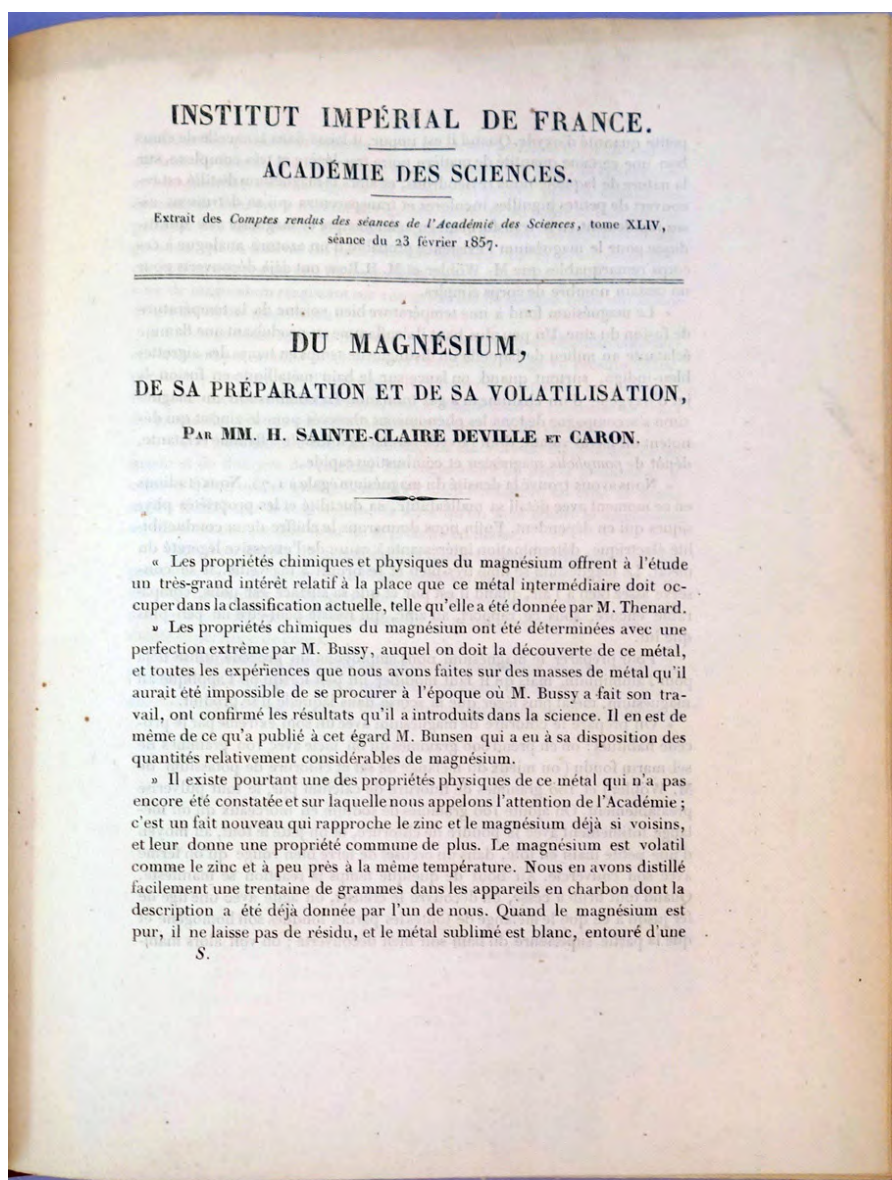 INSTITUT IMPÉRIAL DE FRANCE.
ACADÉMIE DES SCIENCES.
Extrait des Comptes rendus des séances de l'Académie des Sciences, tome XLIV,
séance du 23 février 1857.
DU MAGNÉSIUM,
DE SA PRÉPARATION ET DE SA VOLATILISATION,
PAR MM. H. SAINTE-CLAIRE DEVILLE ET CARON.
« Les propriétés chimiques et physiques du magnésium offrent à l'étude
un très-grand intérêt relatif à la place que ce métal intermédiaire doit oc-
cuper dans la classification actuelle, telle qu'elle a été donnée par M. Thenard.
» Les propriétés chimiques du magnésium ont été déterminées avec une
perfection extrême par M. Bussy, auquel on doit la découverte de ce métal,
et toutes les expériences que nous avons faites sur des masses de métal qu'il
aurait été impossible de se procurer à l'époque où M. Bussy a fait son tra-
vail, ont confirmé les résultats qu'il a introduits dans la science. Il en est de
même de ce qu'a publié à cet égard M. Bunsen qui a eu à sa disposition des
quantités relativement considérables de magnésium.
» Il existe pourtant une des propriétés physiques de ce métal qui n'a pas
encore été constatée et sur laquelle nous appelons l'attention de l'Académie ;
c'est un fait nouveau qui rapproche le zinc et le magnésium déjà si voisins,
et leur donne une propriété commune de plus. Le magnésium est volatil
comme le zinc et à peu près à la même température. Nous en avons distillé
facilement une trentaine de grammes dans les appareils en charbon dont la
description a été déjà donnée par l'un de nous. Quand le magnésium est
pur, il ne laisse pas de résidu, et le métal sublimé est blanc, entouré d'une
S.